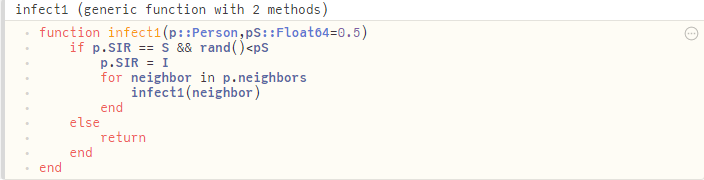 infect1 (generic function with 2 methods)
function infect1(p::Person,pS::Float64=0.5)
    if p.SIR == S && rand()<pS
        p.SIR = I
        for neighbor in p.neighbors
            infect1(neighbor)
        end
    else
        return
    end
end